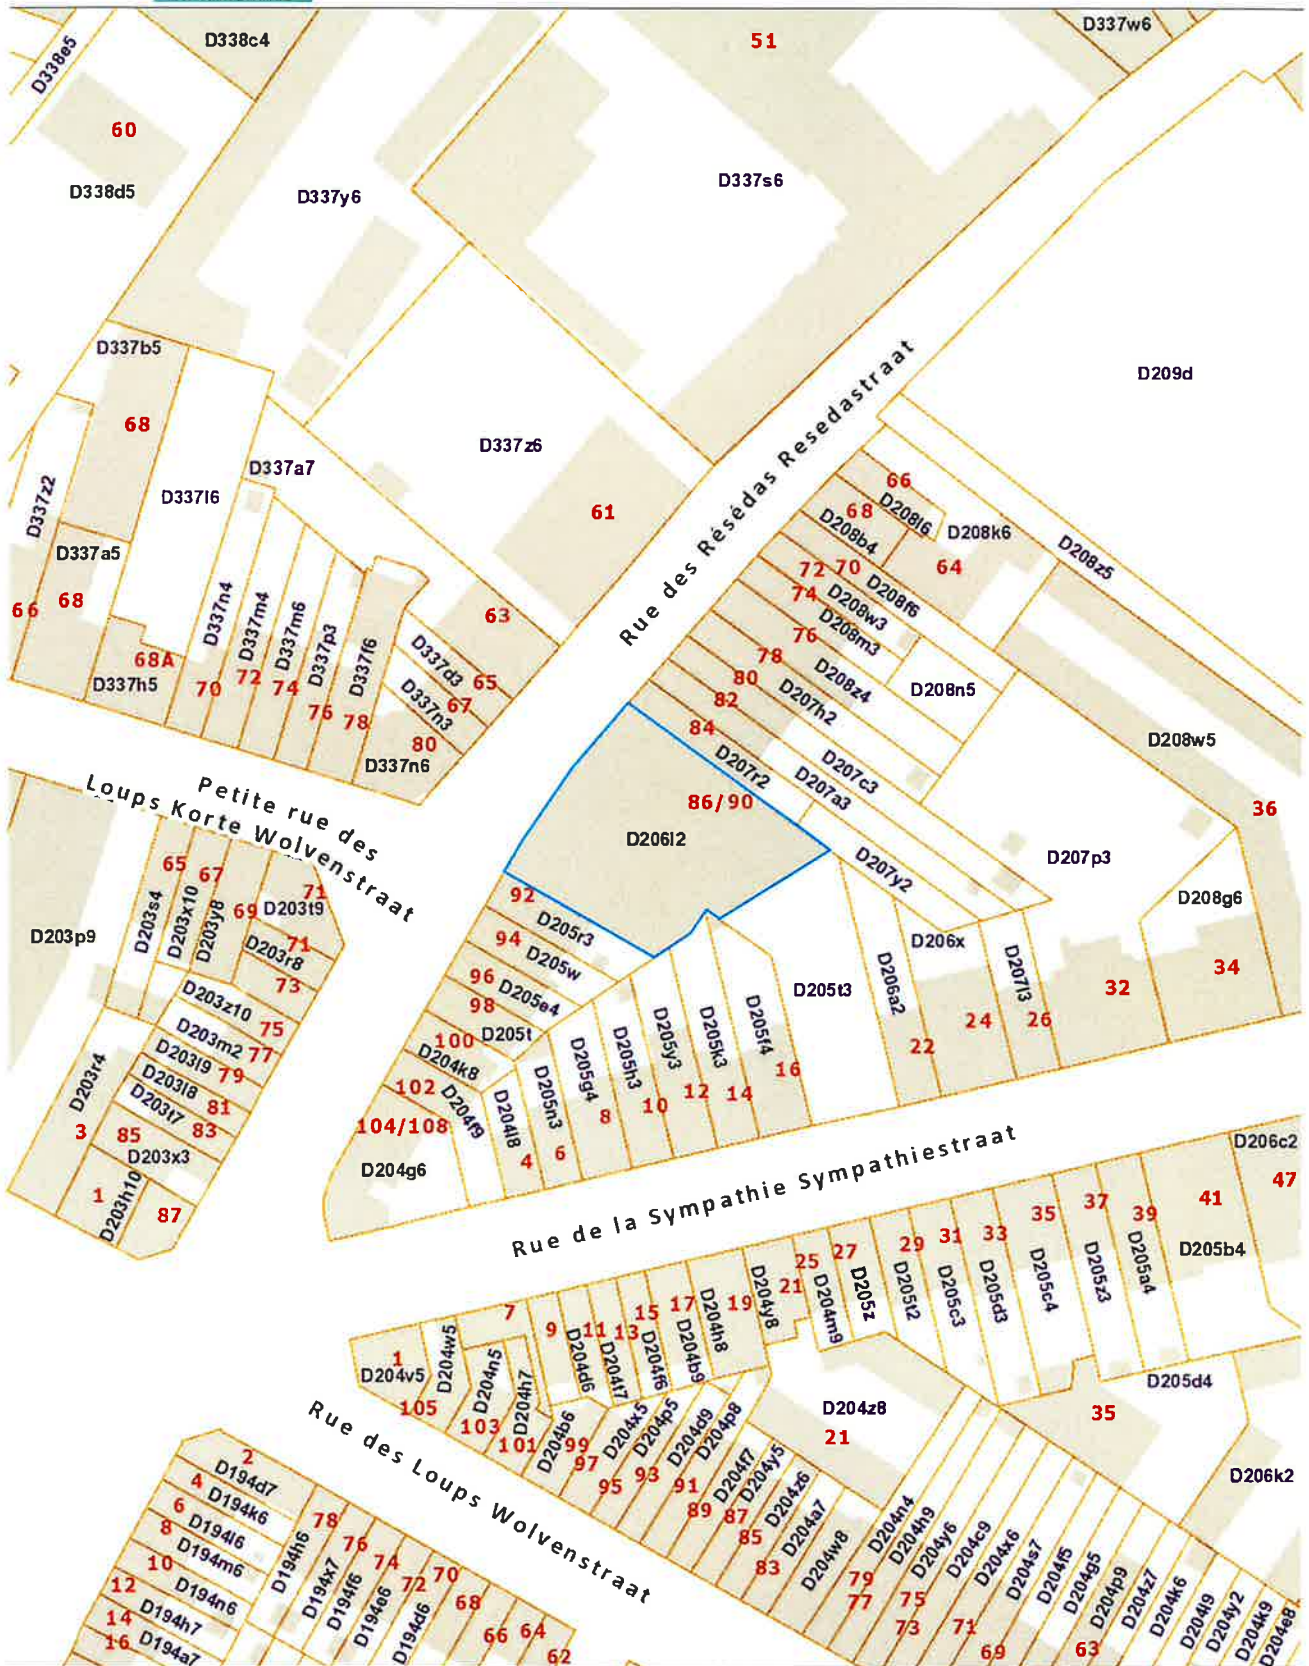 D338c4
51
D337w6
D338e5
60
D338d5
D337y6
D337s6
D337b5
D209d
68
D337z6
D337a7
D337l6
D337z2
61
66
D208l6
68
D208k6
D208b4
D208z5
D337a5
68
66
64
72
70
D208f6
74
D208w3
76
D208m3
D337n4
D337m4
D337m6
D337p3
D337f6
63
Rue des Résédas Resedastraat
D337d3
65
67
D337n3
68A
D337h5
70
72
74
76
78
80
D337n6
78
D208z4
80
D207h2
82
84
D208n5
D207r2
D207c3
D207a3
D208w5
36
Petite rue des
Loups Korte Wolvenstraat
86/90
D206l2
D207y2
D207p3
D208g6
65
67
71
69
D203t9
D203s4
D203x10
D203y8
D203p9
71
D203r8
73
92
D205r3
94
D205w
96
D205e4
98
D205t
100
D204k8
102
D204f9
104/108
D204g6
D203z10
75
D203m2
77
D203l9
79
D203l8
81
D203t7
83
85
D203x3
D203r4
3
1
D203h10
87
D204l8
4
D205n3
6
D205g4
8
D205h3
10
D205y3
12
D205k3
14
D205f4
16
D205t3
D206a2
22
D206x
24
D207l3
26
32
34
Rue de la Sympathie Sympathiestraat
D206c2
47
41
D205b4
39
D205a4
37
D205z3
35
D205c4
33
D205d3
31
D205c3
29
D205t2
27
D205z
25
D204m9
21
D204y8
19
D204h8
17
D204b9
15
D204f6
13
D204l7
11
D204d6
9
7
1
D204v5
D204w5
105
D204n5
103
D204h7
101
D204b6
99
97
D204x5
95
D204p5
93
D204d9
91
D204p8
89
D204f7
87
D204y5
85
D204z6
83
D204a7
D204w8
D204z8
21
D205d4
35
D206k2
Rue des Loups Wolvenstraat
79
77
D204n4
D204h9
75
73
D204y6
D204c9
71
D204x6
69
D204s7
D204f5
D204g5
63
D204p9
D204z7
D204k6
D204l9
D204y2
D204k9
D204e8
2
D194d7
4
D194k6
6
D194l6
8
D194m6
10
D194n6
12
D194h7
14
D194a7
16
D194h6
78
D194x7
76
D194f6
74
D194e6
72
D194d6
70
68
66
64
62